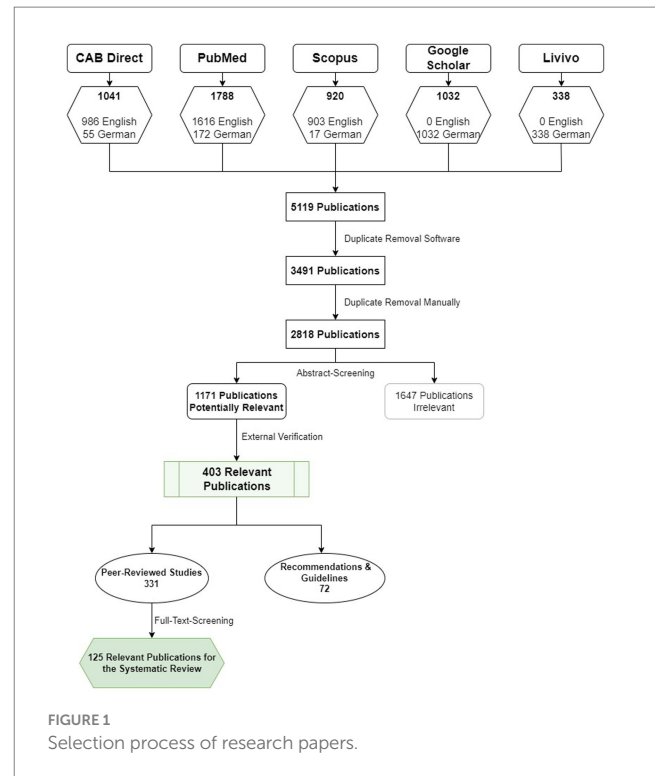 CAB Direct
PubMed
Scopus
Google
Scholar
Livivo
1041
986 English
55 German
1788
1616 English
172 German
920
903 English
17 German
1032
0 English
1032 German
338
0 English
338 German
5119 Publications
Duplicate Removal Software
3491 Publications
Duplicate Removal Manually
2818 Publications
Abstract-Screening
1171 Publications
Potentially Relevant
1647 Publications
Irrelevant
External Verification
403 Relevant
Publications
Peer-Reviewed Studies
331
Recommendations &
Guidelines
72
Full-Text-Screening
125 Relevant Publications for
the Systematic Review
FIGURE 1
Selection process of research papers.